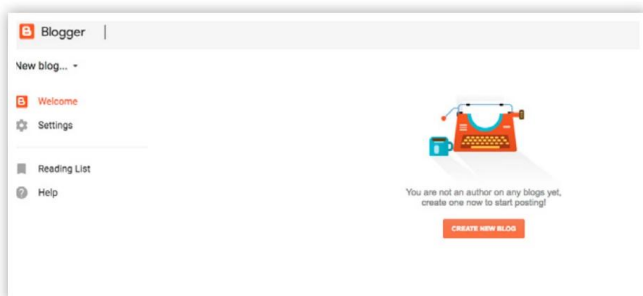 Blogger
New blog...
Welcome
Settings
Reading List
Help
You are not an author on any blogs yet,
create one now to start posting!
CREATE NEW BLOG